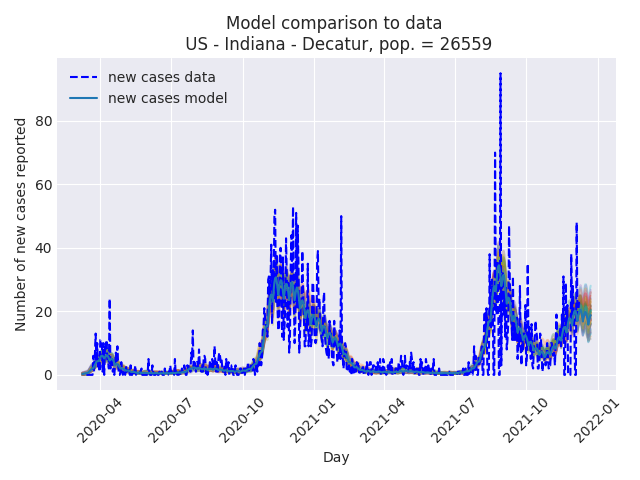 Model comparison to data
US - Indiana - Decatur, pop. = 26559
new cases data
new cases model
Number of new cases reported
80
60
40
20
0
2020-04
2020-07
2020-10
2021-01
2021-04
2021-07
2021-10
2022-01
Day